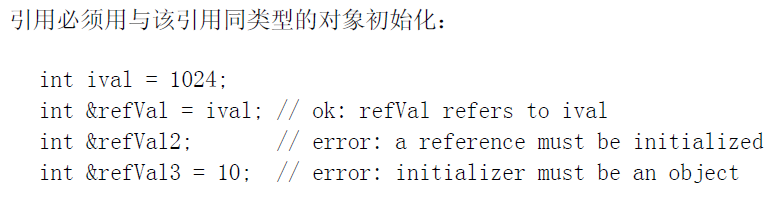 引用必须用与该引用同类型的对象初始化：
int ival = 1024;
int &refVal = ival; // ok: refVal refers to ival
int &refVal2;       // error: a reference must be initialized
int &refVal3 = 10;  // error: initializer must be an object